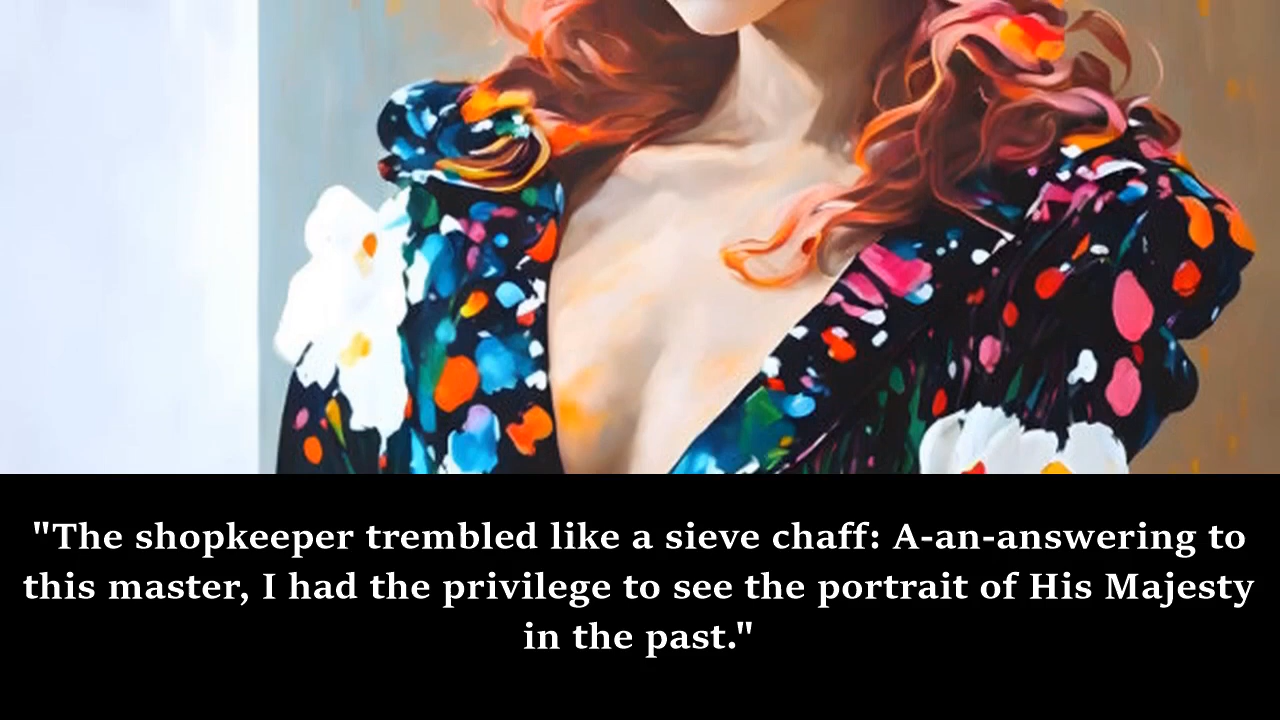 "The shopkeeper trembled like a sieve chaff: A-an-answering to
this master, I had the privilege to see the portrait of His Majesty
in the past."